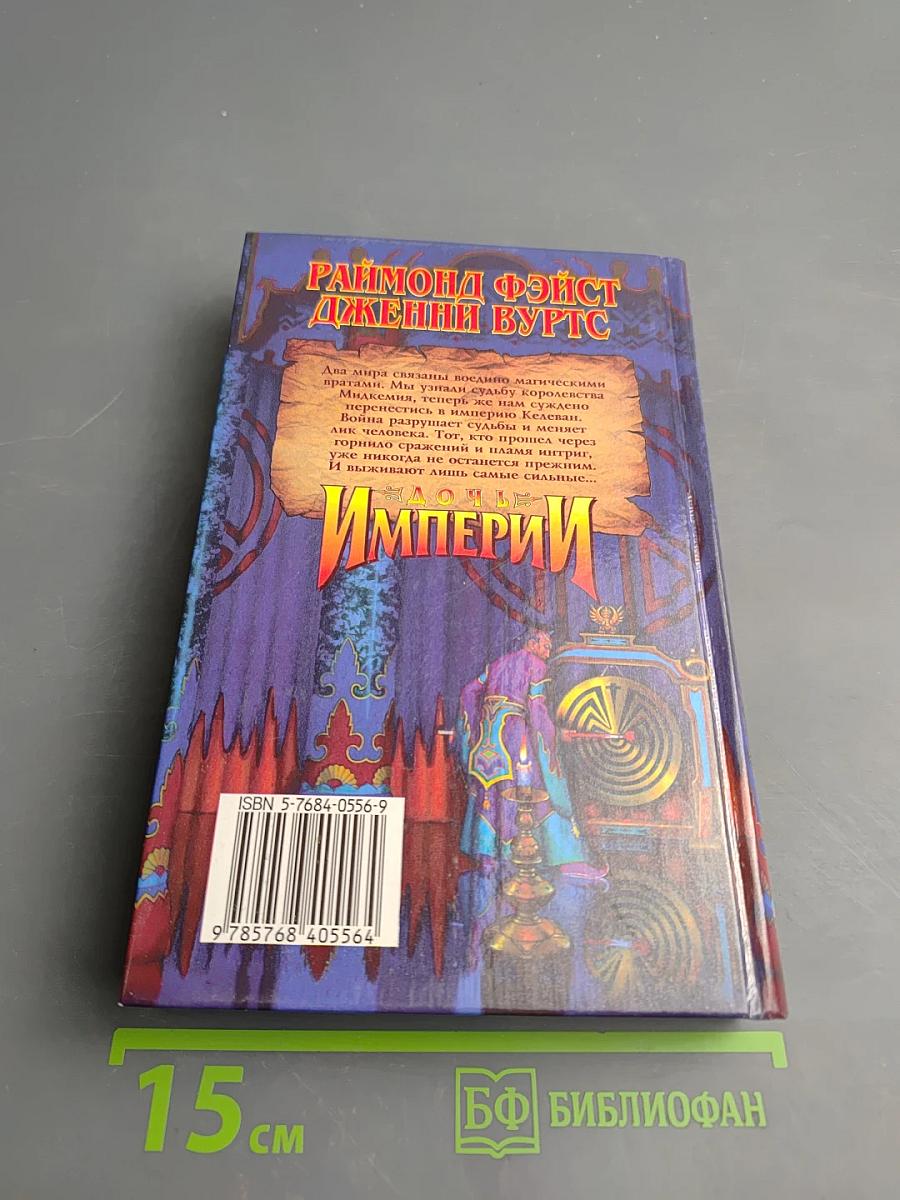 РАЙМОНД ФЭЙСТ
ДЖЕННИ ВУРТС
Два мира связаны воедино магическими
вратами. Мы узнали судьбу королевства
Мидкемия, теперь же нам суждено
перенестись в империю Келеван.
Война разрушает судьбы и меняет
лик человека. Тот, кто прошел через
горнило сражений и пламя интриг,
уже никогда не останется прежним.
И выживают лишь самые сильные...
ДОЧЬ
ИМПЕРИИ
ISBN 5-7684-0556-9
9 785768 405564
15 см
БФ БИБЛИОФАН